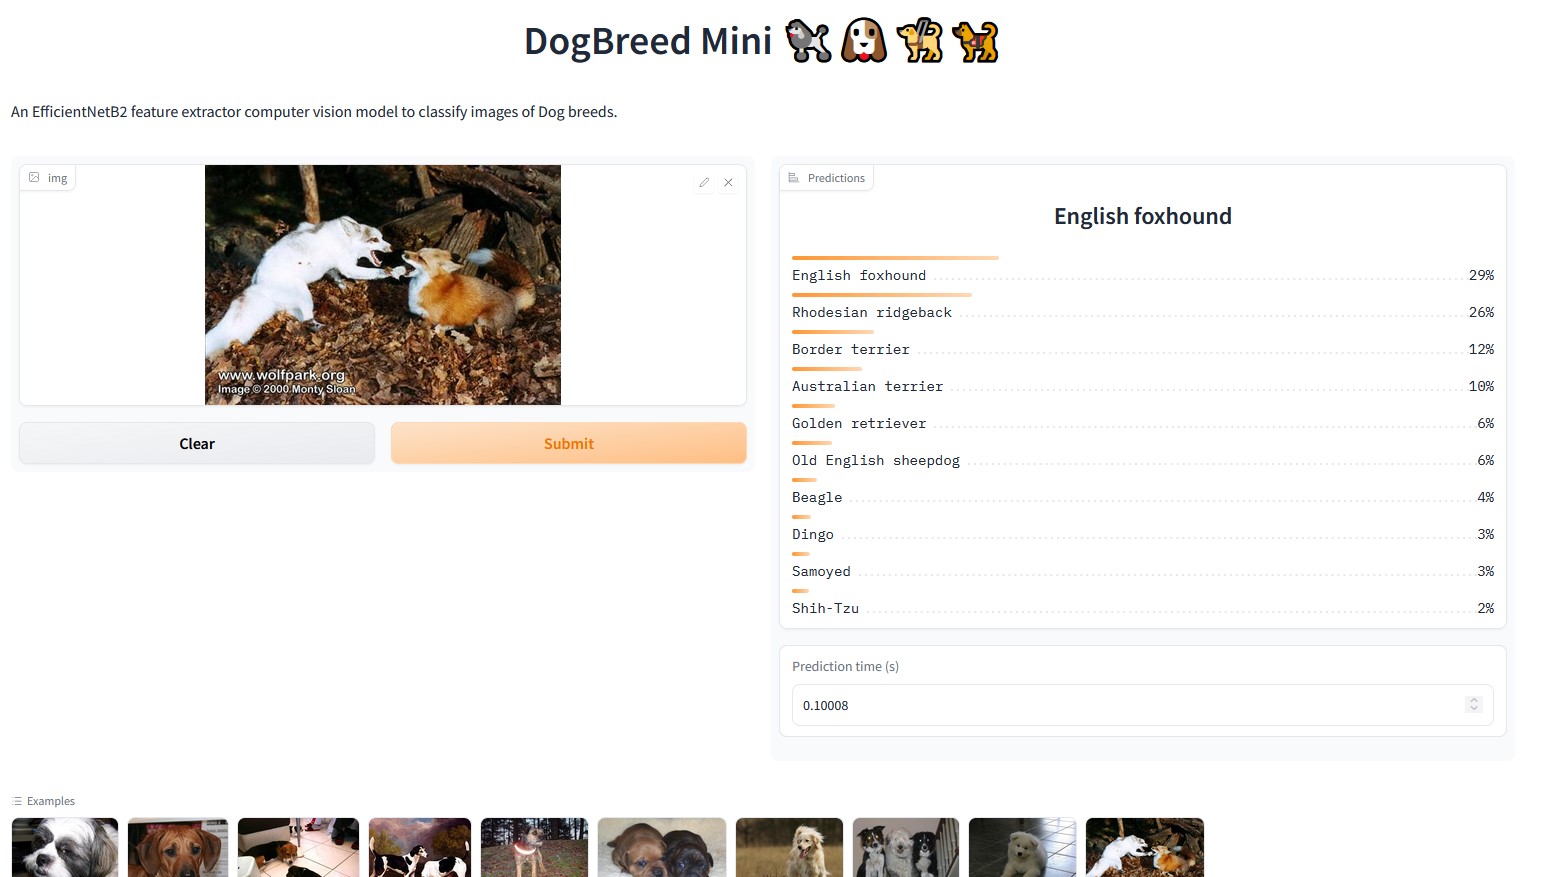 DogBreed Mini
An EfficientNetB2 feature extractor computer vision model to classify images of Dog breeds.
img
www.wolfpark.org
Image © 2000 Monty Sloan
Clear
Submit
Predictions
English foxhound
English foxhound 29%
Rhodesian ridgeback 26%
Border terrier 12%
Australian terrier 10%
Golden retriever 6%
Old English sheepdog 6%
Beagle 4%
Dingo 3%
Samoyed 3%
Shih-Tzu 2%
Prediction time (s)
0.10008
Examples